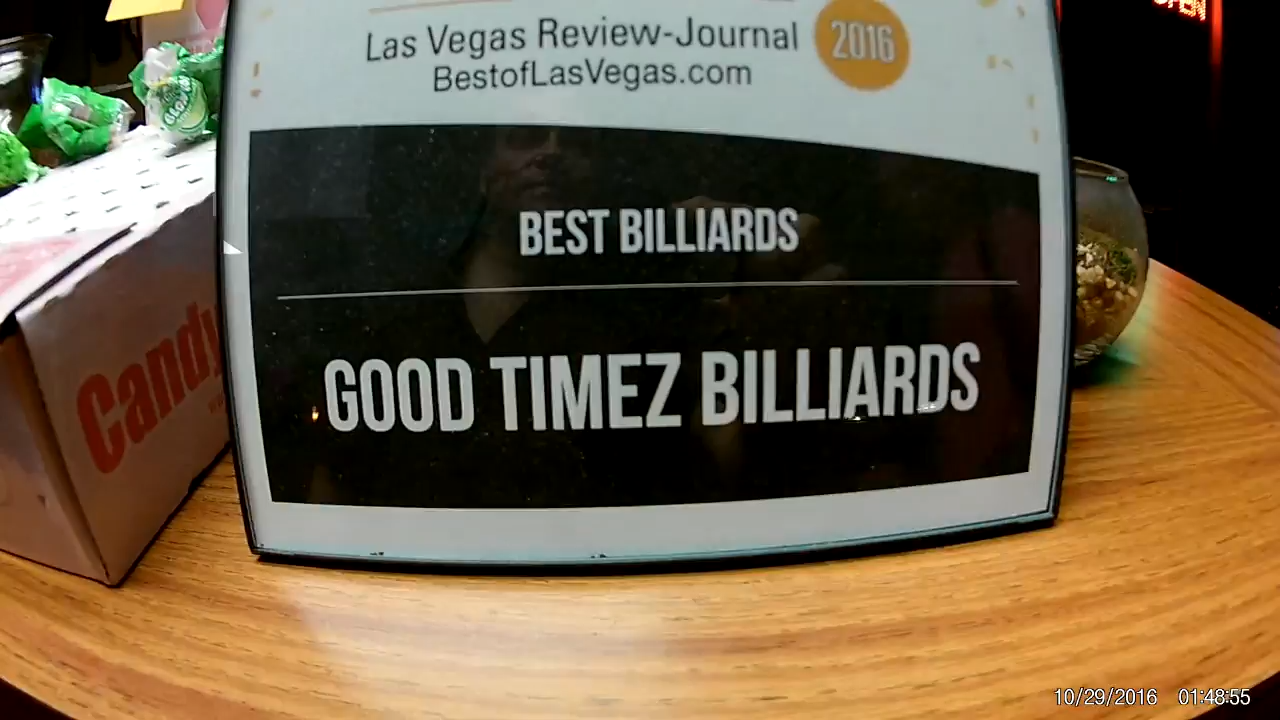 OPEN
Las Vegas Review-Journal
2016
BestofLasVegas.com
BEST BILLIARDS
GOOD TIMEZ BILLIARDS
Candy
10/29/2016 01:48:55